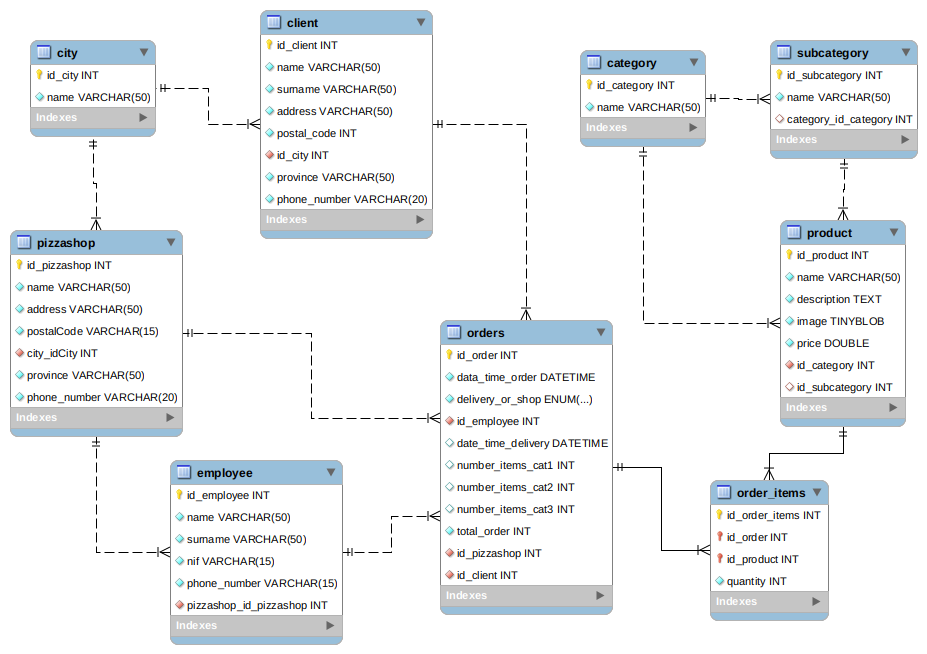 city
id_city INT
name VARCHAR(50)
Indexes
client
id_client INT
name VARCHAR(50)
surname VARCHAR(50)
address VARCHAR(50)
postal_code INT
id_city INT
province VARCHAR(50)
phone_number VARCHAR(20)
Indexes
category
id_category INT
name VARCHAR(50)
Indexes
subcategory
id_subcategory INT
name VARCHAR(50)
category_id_category INT
Indexes
pizzashop
id_pizzashop INT
name VARCHAR(50)
address VARCHAR(50)
postalCode VARCHAR(15)
city_idCity INT
province VARCHAR(50)
phone_number VARCHAR(20)
Indexes
product
id_product INT
name VARCHAR(50)
description TEXT
image TINYBLOB
price DOUBLE
id_category INT
id_subcategory INT
Indexes
orders
id_order INT
data_time_order DATETIME
delivery_or_shop ENUM(...)
id_employee INT
date_time_delivery DATETIME
number_items_cat1 INT
number_items_cat2 INT
number_items_cat3 INT
total_order INT
id_pizzashop INT
id_client INT
Indexes
employee
id_employee INT
name VARCHAR(50)
surname VARCHAR(50)
nif VARCHAR(15)
phone_number VARCHAR(15)
pizzashop_id_pizzashop INT
Indexes
order_items
id_order_items INT
id_order INT
id_product INT
quantity INT
Indexes